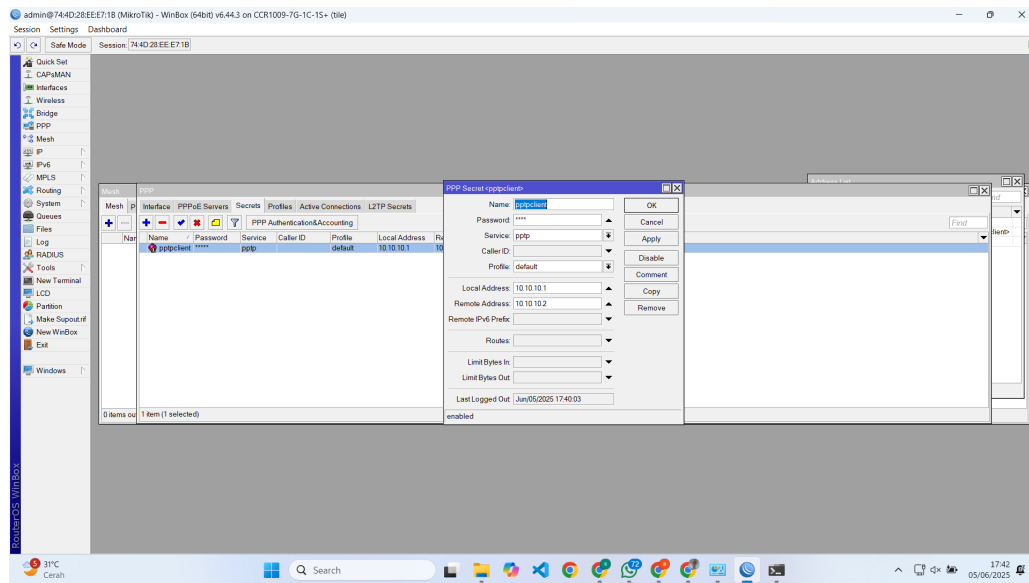 admin@74:4D:28:EE:E7:1B (MikroTik) - WinBox (64bit) v6.44.3 on CCR1009-7G-1C-1S+ (tile)
Session Settings Dashboard
Safe Mode Session: 74:4D:28:EE:E7:1B
Quick Set
CAPsMAN
Interfaces
Wireless
Bridge
PPP
Mesh
IP
IPv6
MPLS
Routing
System
Queues
Files
Log
RADIUS
Tools
New Terminal
LCD
Partition
Make Supout.rif
New WinBox
Exit
Windows
RouterOS WinBox
Mesh
Mesh P
Nar
0 items ou
PPP
Interface PPPoE Servers Secrets Profiles Active Connections L2TP Secrets
PPP Authentication&Accounting
Find
Name Password Service Caller ID Profile Local Address Re
pptpclient ***** pptp default 10.10.10.1 10
1 item (1 selected)
PPP Secret <pptpclient>
Name: pptpclient
Password: ****
Service: pptp
Caller ID:
Profile: default
Local Address: 10.10.10.1
Remote Address: 10.10.10.2
Remote IPv6 Prefix:
Routes:
Limit Bytes In:
Limit Bytes Out:
Last Logged Out: Jun/05/2025 17:40:03
enabled
OK
Cancel
Apply
Disable
Comment
Copy
Remove
Address List
nd
lient>
5
31°C
Cerah
Search
72
17:42
05/06/2025